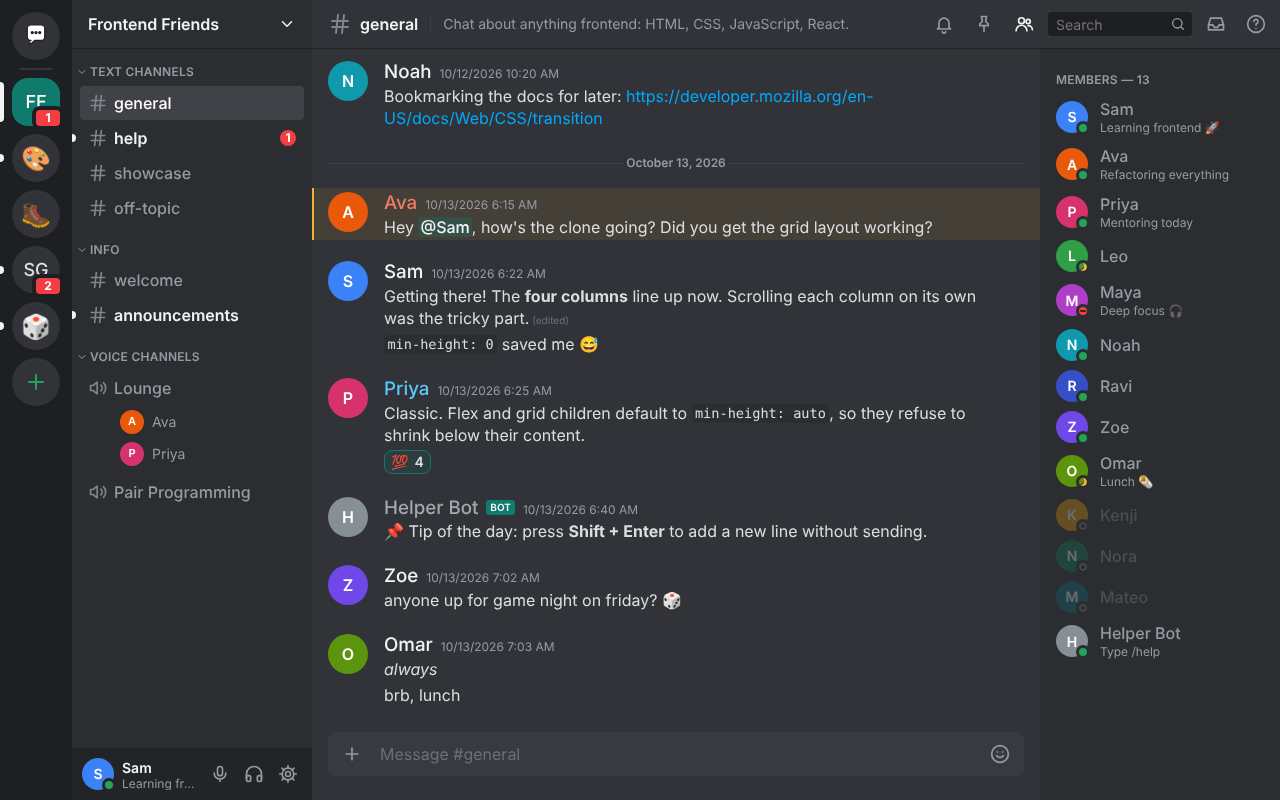 FF
1
SG
2
Frontend Friends
TEXT CHANNELS
general
help
1
showcase
off-topic
INFO
welcome
announcements
VOICE CHANNELS
Lounge
A
Ava
P
Priya
Pair Programming
S
Sam
Learning fr...
general
Chat about anything frontend: HTML, CSS, JavaScript, React.
Search
N
Noah 10/12/2026 10:20 AM
Bookmarking the docs for later: https://developer.mozilla.org/en-
US/docs/Web/CSS/transition
October 13, 2026
A
Ava 10/13/2026 6:15 AM
Hey @Sam, how's the clone going? Did you get the grid layout working?
S
Sam 10/13/2026 6:22 AM
Getting there! The four columns line up now. Scrolling each column on its own
was the tricky part. (edited)
min-height: 0 saved me 😅
P
Priya 10/13/2026 6:25 AM
Classic. Flex and grid children default to min-height: auto, so they refuse to
shrink below their content.
💯 4
H
Helper Bot BOT 10/13/2026 6:40 AM
📌 Tip of the day: press Shift + Enter to add a new line without sending.
Z
Zoe 10/13/2026 7:02 AM
anyone up for game night on friday? 🎲
O
Omar 10/13/2026 7:03 AM
always
brb, lunch
Message #general
MEMBERS — 13
S
Sam
Learning frontend 🚀
A
Ava
Refactoring everything
P
Priya
Mentoring today
L
Leo
M
Maya
Deep focus 🎧
N
Noah
R
Ravi
Z
Zoe
O
Omar
Lunch 🌯
K
Kenji
N
Nora
M
Mateo
H
Helper Bot
Type /help